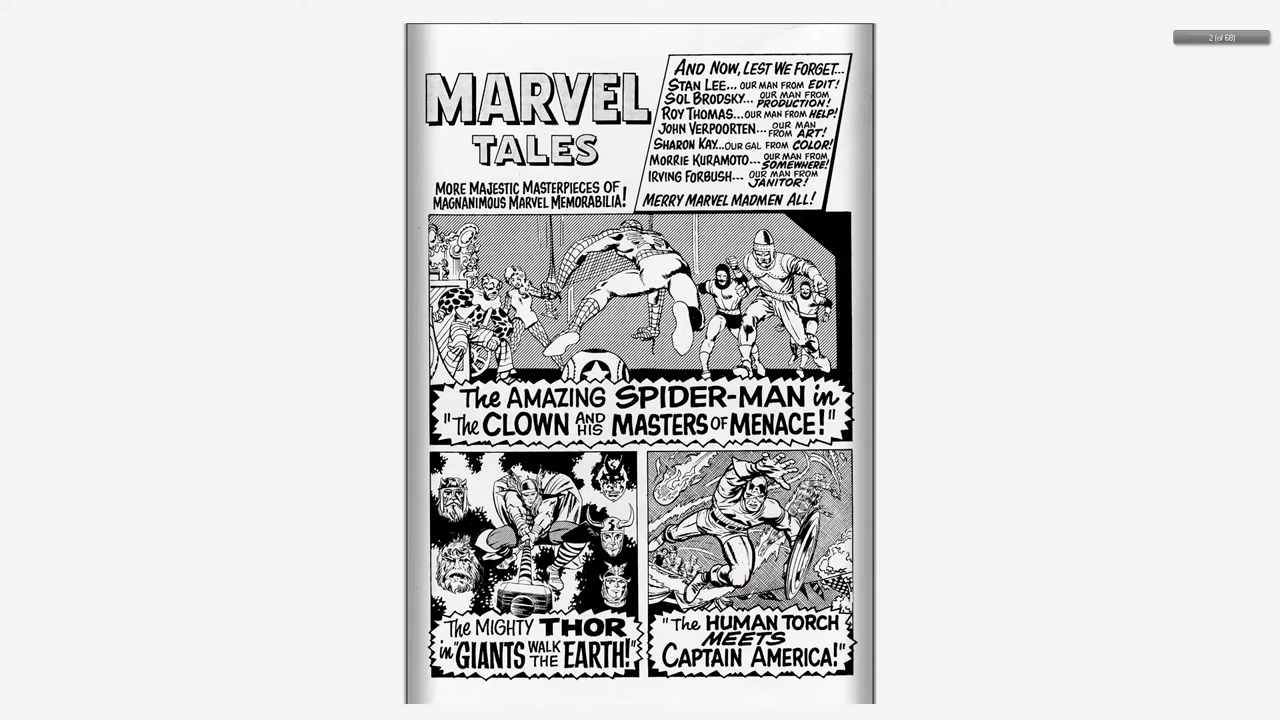 2 (of 68)
MARVEL
TALES
MORE MAJESTIC MASTERPIECES OF
MAGNANIMOUS MARVEL MEMORABILIA!
AND NOW, LEST WE FORGET...
STAN LEE... OUR MAN FROM EDIT!
SOL BRODSKY... OUR MAN FROM PRODUCTION!
ROY THOMAS... OUR MAN FROM HELP!
JOHN VERPOORTEN... OUR MAN FROM ART!
SHARON KAY... OUR GAL FROM COLOR!
MORRIE KURAMOTO... OUR MAN FROM SOMEWHERE!
IRVING FORBUSH... OUR MAN FROM JANITOR!
MERRY MARVEL MADMEN ALL!
The AMAZING SPIDER-MAN in
"The CLOWN AND HIS MASTERS OF MENACE!"
The MIGHTY THOR
in "GIANTS WALK THE EARTH!"
"The HUMAN TORCH
MEETS
CAPTAIN AMERICA!"